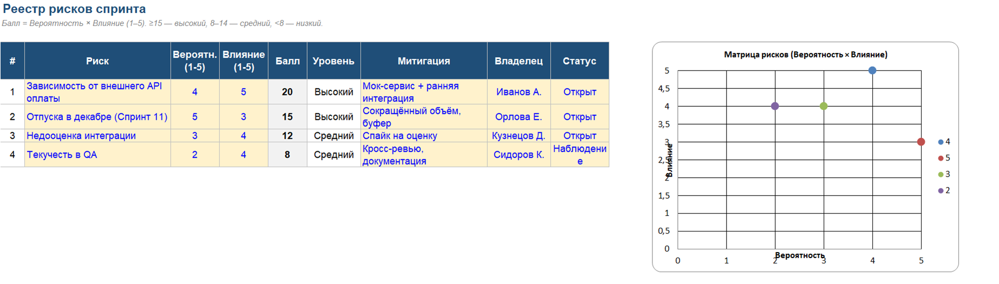 Реестр рисков спринта
Балл = Вероятность × Влияние (1–5). ≥15 — высокий, 8–14 — средний, <8 — низкий.
# Риск Вероятн. (1-5) Влияние (1-5) Балл Уровень Митигация Владелец Статус
1 Зависимость от внешнего API оплаты 4 5 20 Высокий Мок-сервис + ранняя интеграция Иванов А. Открыт
2 Отпуска в декабре (Спринт 11) 5 3 15 Высокий Сокращённый объём, буфер Орлова Е. Открыт
3 Недооценка интеграции 3 4 12 Средний Спайк на оценку Кузнецов Д. Открыт
4 Текучесть в QA 2 4 8 Средний Кросс-ревью, документация Сидоров К. Наблюдение
Матрица рисков (Вероятность × Влияние)
Влияние
5
4,5
4
3,5
3
2,5
2
1,5
1
0,5
0
0 1 2 3 4 5
Вероятность
4
5
3
2